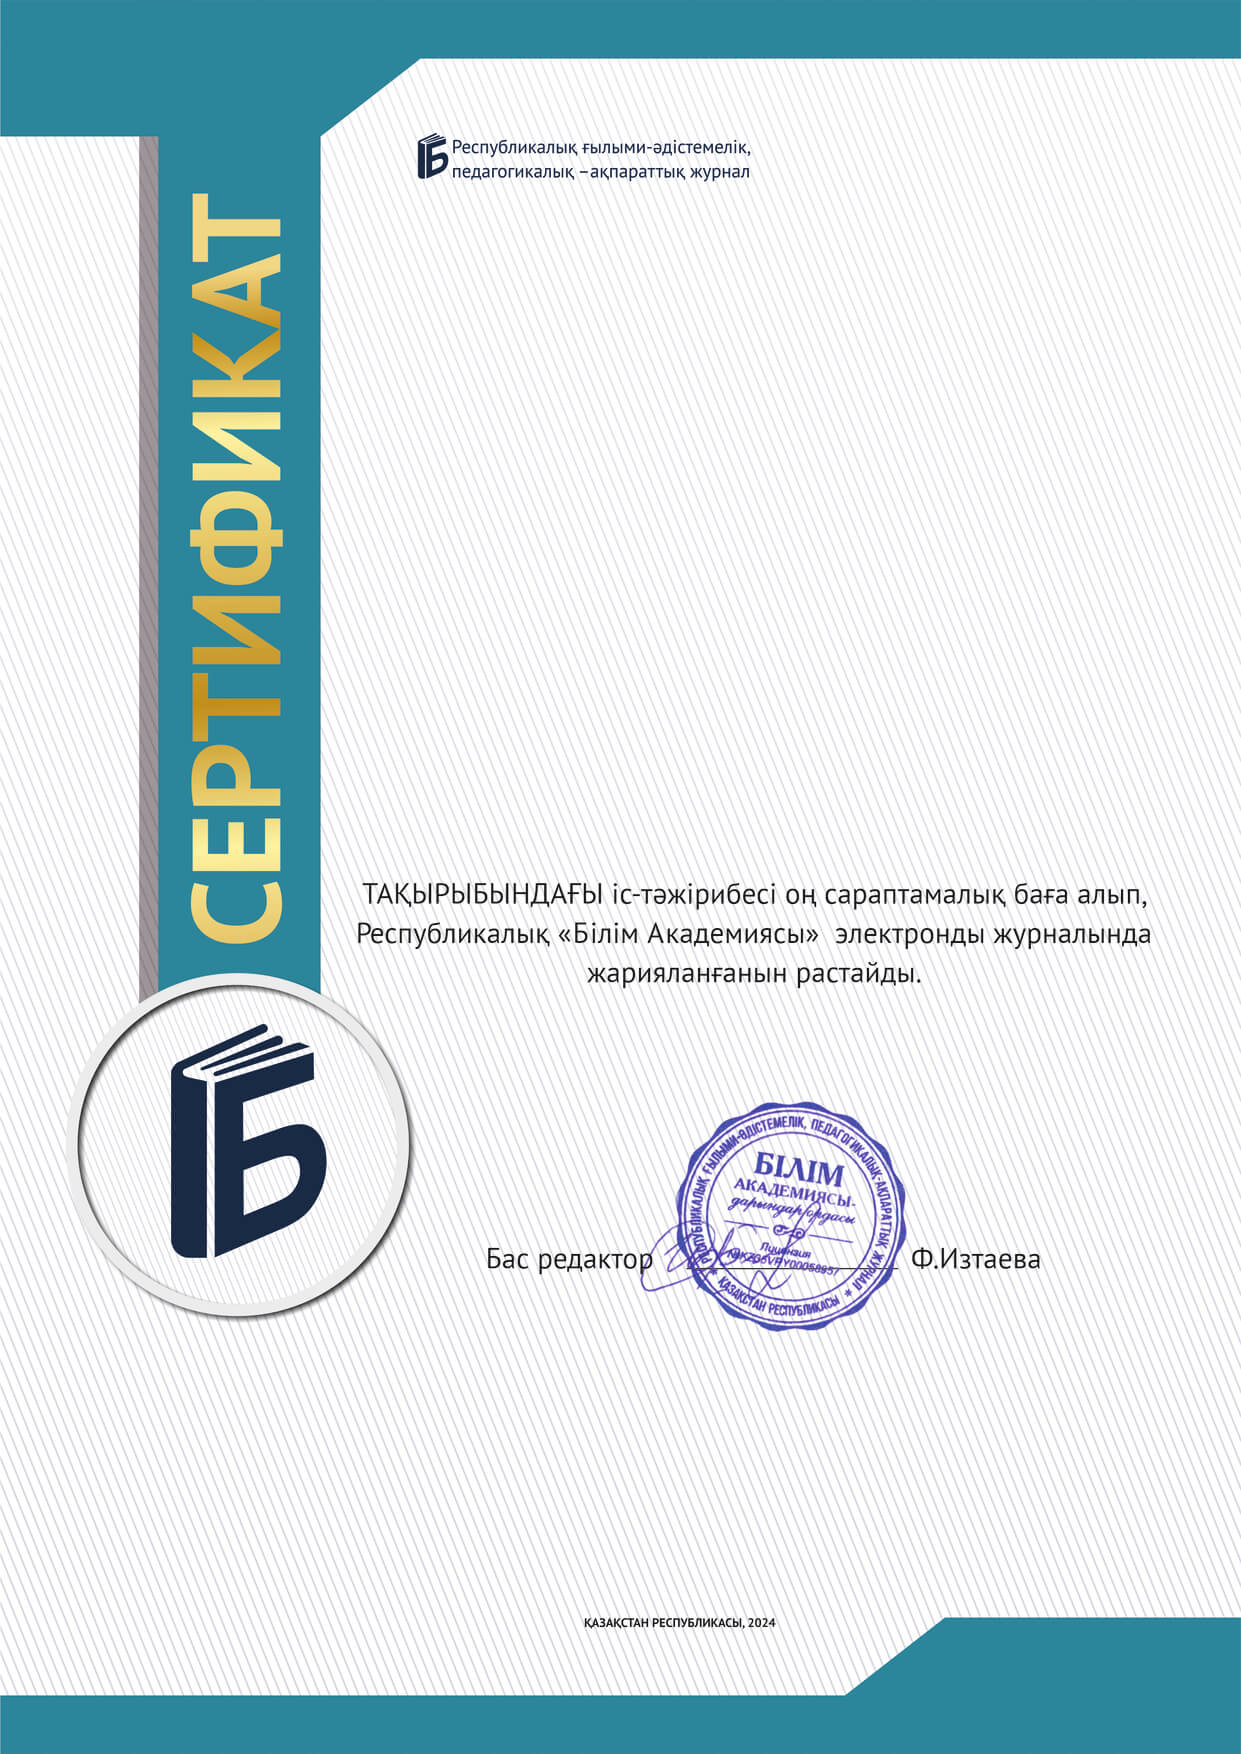 Республикалық ғылыми-әдістемелік,
педагогикалық –ақпараттық журнал
СЕРТИФИКАТ
ТАҚЫРЫБЫНДАҒЫ іс-тәжірибесі оң сараптамалық баға алып,
Республикалық «Білім Академиясы» электронды журналында
жарияланғанын растайды.
РЕСПУБЛИКАЛЫҚ ҒЫЛЫМИ-ӘДІСТЕМЕЛІК, ПЕДАГОГИКАЛЫҚ-АҚПАРАТТЫҚ ЖУРНАЛ
БІЛІМ
АКАДЕМИЯСЫ-
дарындар ордасы
Лицензия
ҚАЗАҚСТАН РЕСПУБЛИКАСЫ
Бас редактор Ф.Изтаева
ҚАЗАҚСТАН РЕСПУБЛИКАСЫ, 2024